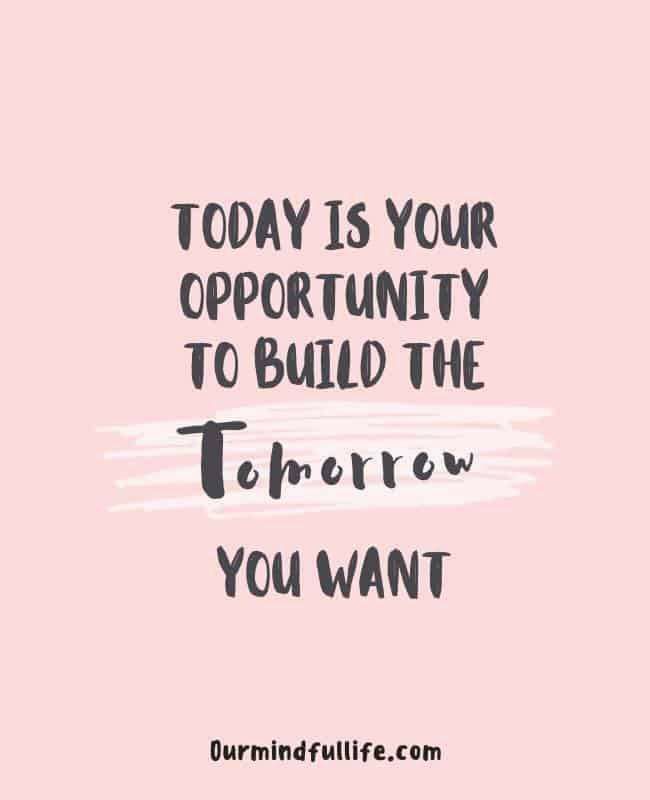 TODAY IS YOUR
OPPORTUNITY
TO BUILD THE
Tomorrow
YOU WANT
Ourmindfullife.com